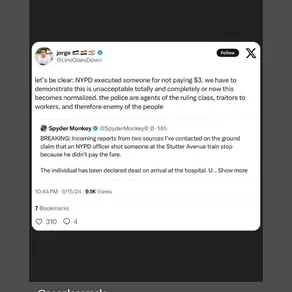 jorge
Follow
X
@LineGoesDown
let's be clear: NYPD executed someone for not paying $3. we have to
demonstrate this is unacceptable totally and completely or now this
becomes normalized. the police are agents of the ruling class, traitors to
workers, and therefore enemy of the people
Spyder Monkey @SpyderMonkey0_0 · 14h
BREAKING: Incoming reports from two sources I've contacted on the ground
claim that an NYPD officer shot someone at the Stutter Avenue train stop
because he didn't pay the fare.
The individual has been declared dead on arrival at the hospital. U... Show more
10:44 PM · 9/15/24 · 9.1K Views
7 Bookmarks
310 4